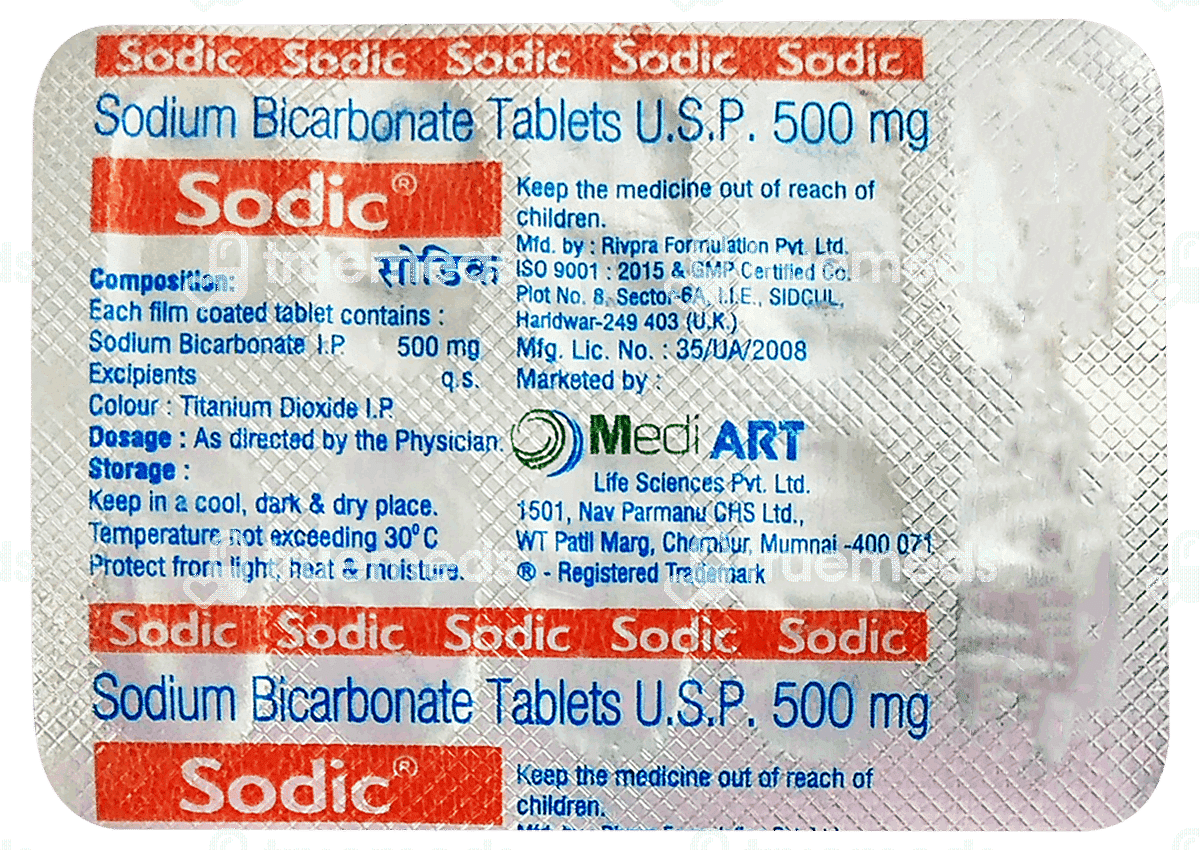 Sodic Sodic Sodic Sodic Sodic
Sodium Bicarbonate Tablets U.S.P. 500 mg
Sodic®
सोडिक
Composition:
Each film coated tablet contains :
Sodium Bicarbonate I.P. 500 mg
Excipients q.s.
Colour : Titanium Dioxide I.P.
Dosage : As directed by the Physician.
Storage :
Keep in a cool, dark & dry place.
Temperature not exceeding 30°C
Protect from light, heat & moisture.
Keep the medicine out of reach of
children.
Mfd. by : Rivpra Formulation Pvt. Ltd.
ISO 9001 : 2015 & GMP Certified Co.
Plot No. 8, Sector-6A, I.I.E., SIDCUL,
Haridwar-249 403 (U.K.)
Mfg. Lic. No. : 35/UA/2008
Marketed by :
Medi ART
Life Sciences Pvt. Ltd.
1501, Nav Parmanu CHS Ltd.,
WT Patil Marg, Chembur, Mumnai -400 071.
® - Registered Trademark
truemeds truemeds
truemeds truemeds
Sodic Sodic Sodic Sodic Sodic
Sodium Bicarbonate Tablets U.S.P. 500 mg
Sodic®
Keep the medicine out of reach of
children.